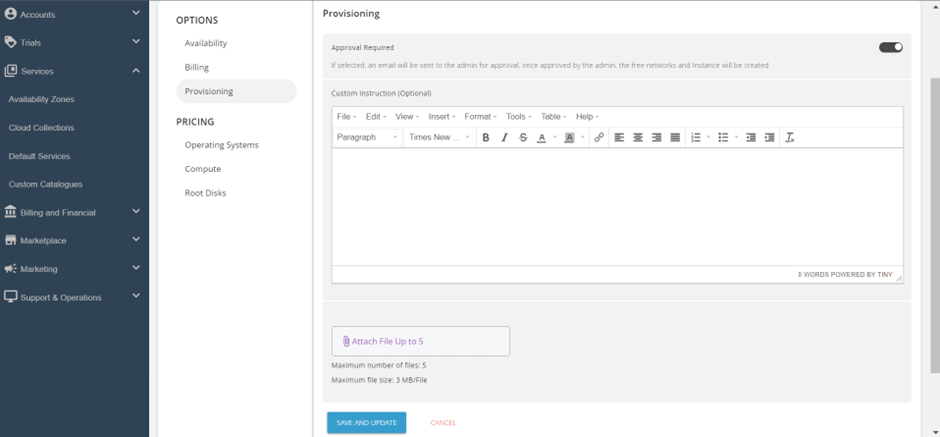 Accounts
Trials
Services
Availability Zones
Cloud Collections
Default Services
Custom Catalogues
Billing and Financial
Marketplace
Marketing
Support & Operations
OPTIONS
Availability
Billing
Provisioning
PRICING
Operating Systems
Compute
Root Disks
Provisioning
Approval Required
If selected, an email will be sent to the admin for approval, once approved by the admin, the free networks and Instance will be created.
Custom Instruction (Optional)
File Edit View Insert Format Tools Table Help
Paragraph Times New ... B I S A A
0 WORDS POWERED BY TINY
Attach File Up to 5
Maximum number of files: 5
Maximum file size: 3 MB/File
SAVE AND UPDATE CANCEL